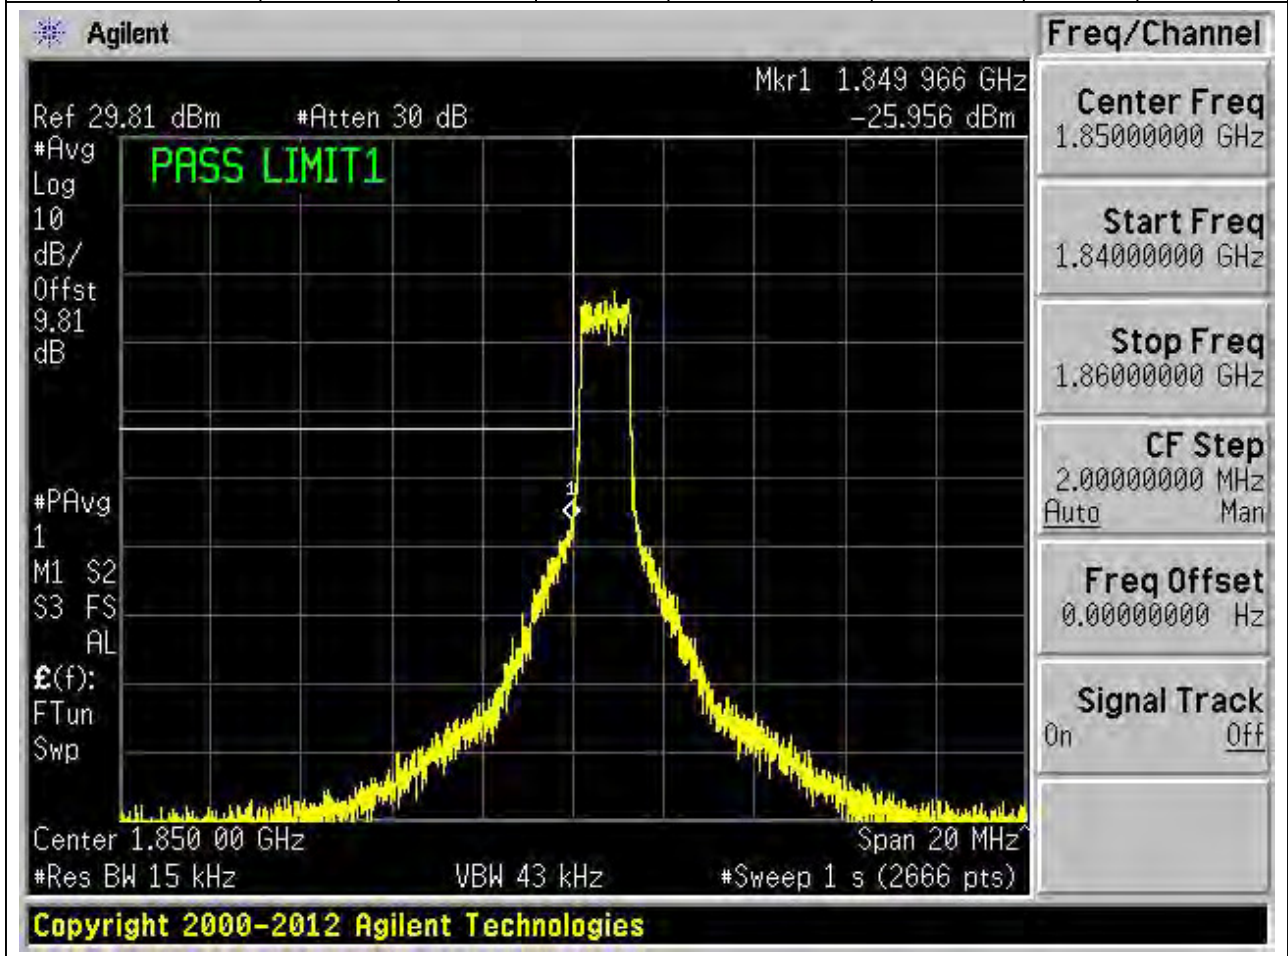 Agilent
Freq/Channel
Mkr1 1.849 966 GHz
Ref 29.81 dBm #Atten 30 dB -25.956 dBm
#Avg
Log
10
dB/
Offst
9.81
dB
PASS LIMIT1
1
#PAvg
1
M1 S2
S3 FS
AL
£(f):
FTun
Swp
Center 1.850 00 GHz Span 20 MHz^
#Res BW 15 kHz VBW 43 kHz #Sweep 1 s (2666 pts)
Copyright 2000-2012 Agilent Technologies
Center Freq
1.85000000 GHz
Start Freq
1.84000000 GHz
Stop Freq
1.86000000 GHz
CF Step
2.00000000 MHz
Auto Man
Freq Offset
0.00000000 Hz
Signal Track
On Off